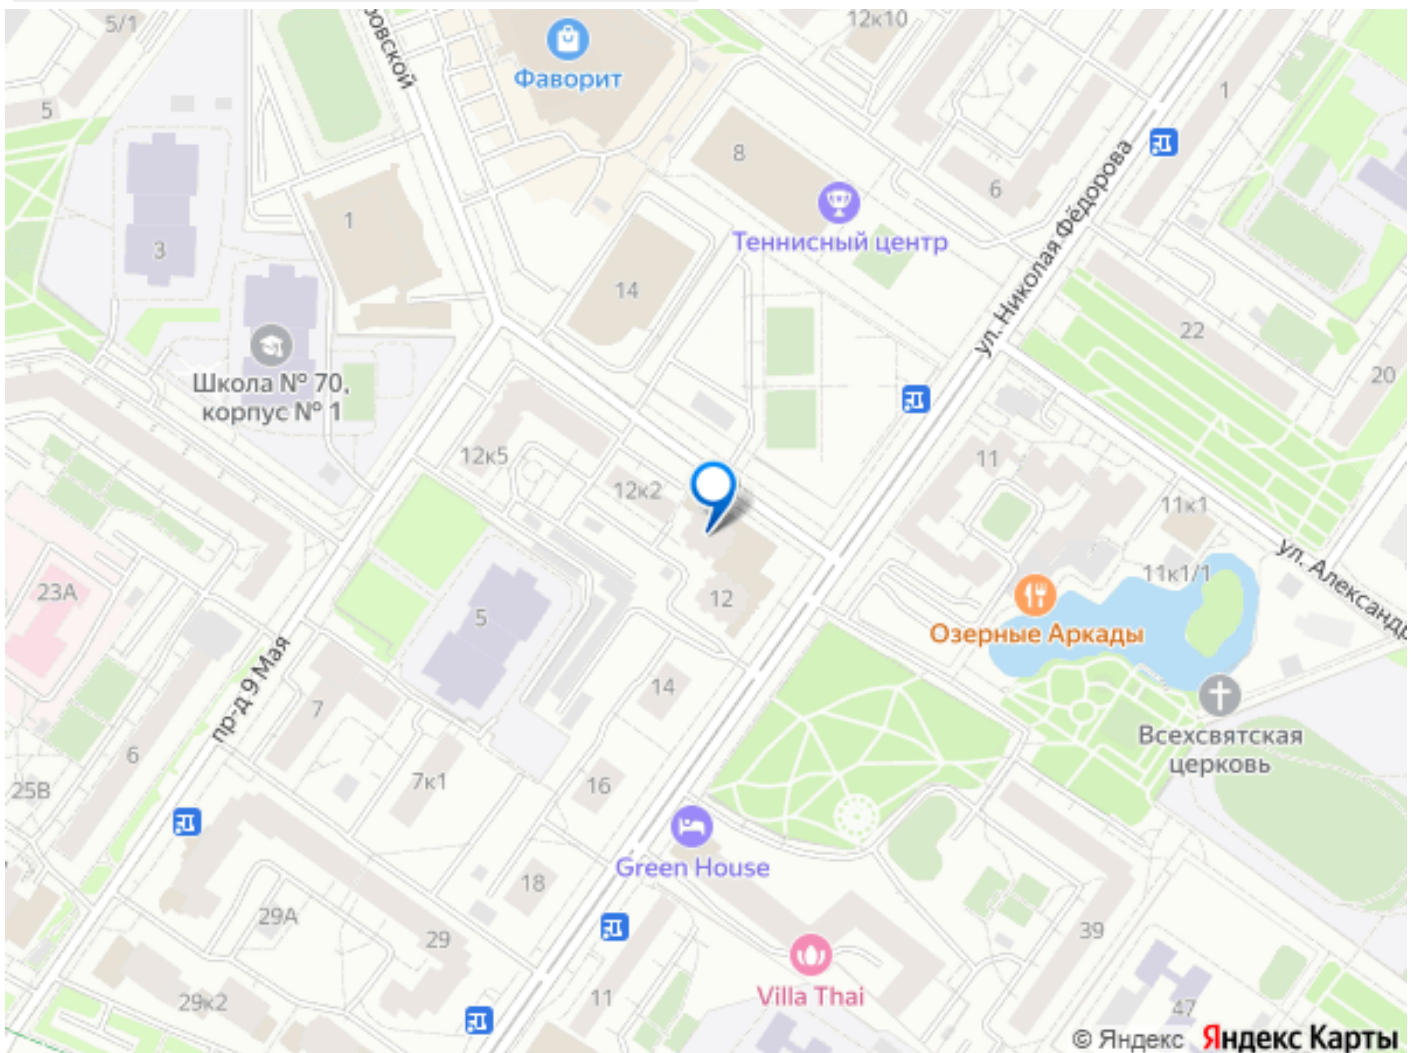 5/1
12к10
ровской
Фаворит
5
1
8
6
ул. Николая Фёдорова
Теннисный центр
1
3
14
22
20
Школа № 70,
корпус № 1
12к5
12к2
11
11к1
ул. Александр
11к1/1
23А
5
12
Озерные Аркады
14
пр-д 9 Мая
7
6
7к1
16
Всехсвятская
церковь
25В
Green House
18
29А
29
39
11
Villa Thai
29к2
47
© Яндекс Яндекс Карты